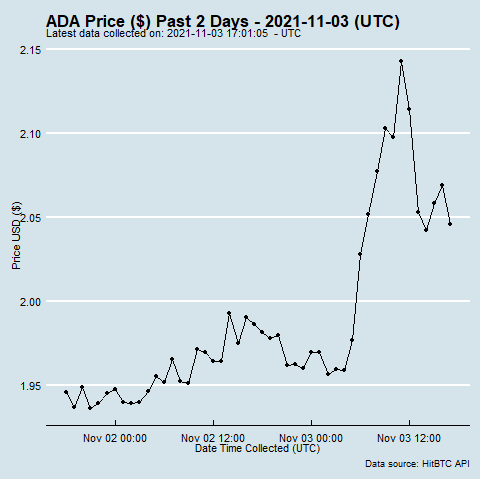 ADA Price ($) Past 2 Days - 2021-11-03 (UTC)
Latest data collected on: 2021-11-03 17:01:05 - UTC
2.15
2.10
2.05
2.00
1.95
Price USD ($)
Nov 02 00:00 Nov 02 12:00 Nov 03 00:00 Nov 03 12:00
Date Time Collected (UTC)
Data source: HitBTC API